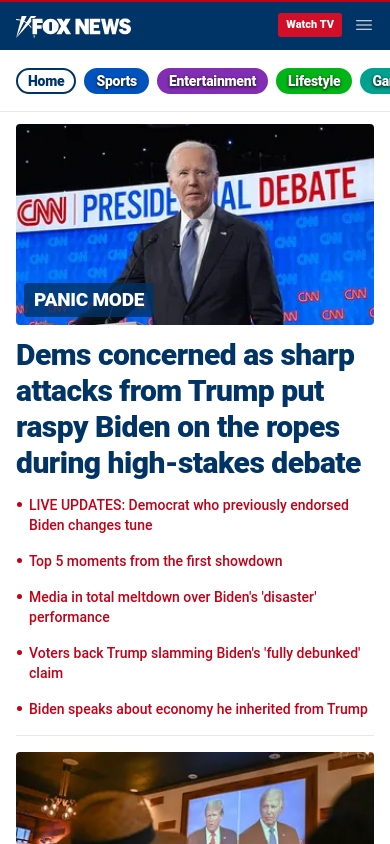 FOX NEWS
Watch TV
Home
Sports
Entertainment
Lifestyle
CNN PRESIDE AL DEBATE
CNN
CNN
CNN
CNN
PANIC MODE
Dems concerned as sharp
attacks from Trump put
raspy Biden on the ropes
during high-stakes debate
LIVE UPDATES: Democrat who previously endorsed
Biden changes tune
Top 5 moments from the first showdown
Media in total meltdown over Biden's 'disaster'
performance
Voters back Trump slamming Biden's 'fully debunked'
claim
Biden speaks about economy he inherited from Trump